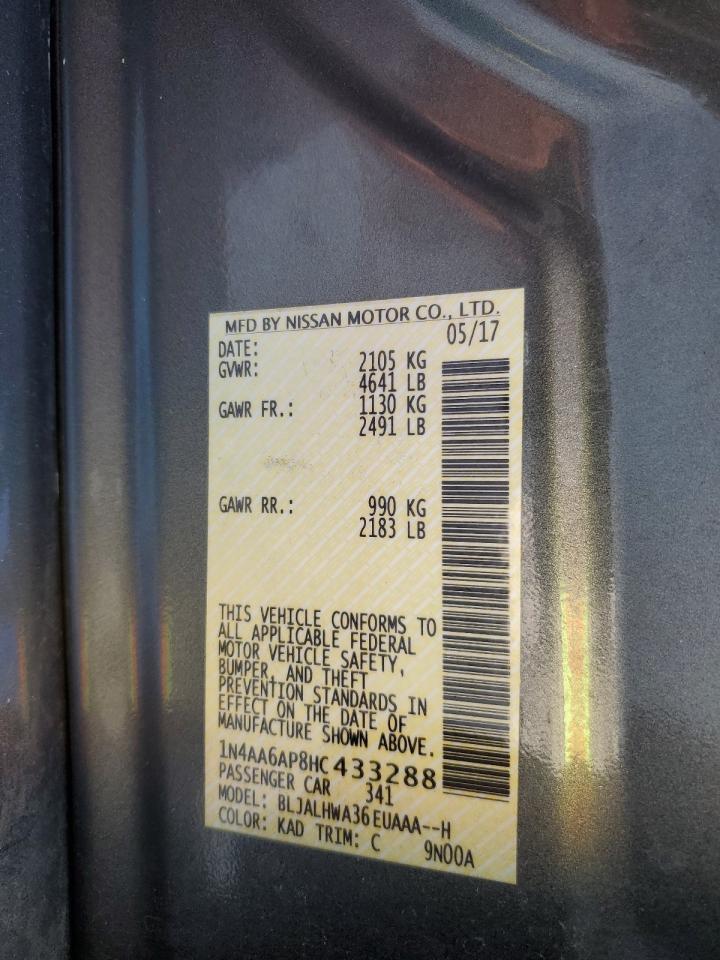 MFD BY NISSAN MOTOR CO., LTD.
DATE: 05/17
GVWR: 2105 KG
4641 LB
GAWR FR.: 1130 KG
2491 LB
GAWR RR.: 990 KG
2183 LB
THIS VEHICLE CONFORMS TO
ALL APPLICABLE FEDERAL
MOTOR VEHICLE SAFETY,
BUMPER, AND THEFT
PREVENTION STANDARDS IN
EFFECT ON THE DATE OF
MANUFACTURE SHOWN ABOVE.
1N4AA6AP8HC433288
PASSENGER CAR 341
MODEL: BLJALHWA36EUAAA--H
COLOR: KAD TRIM: C 9N00A